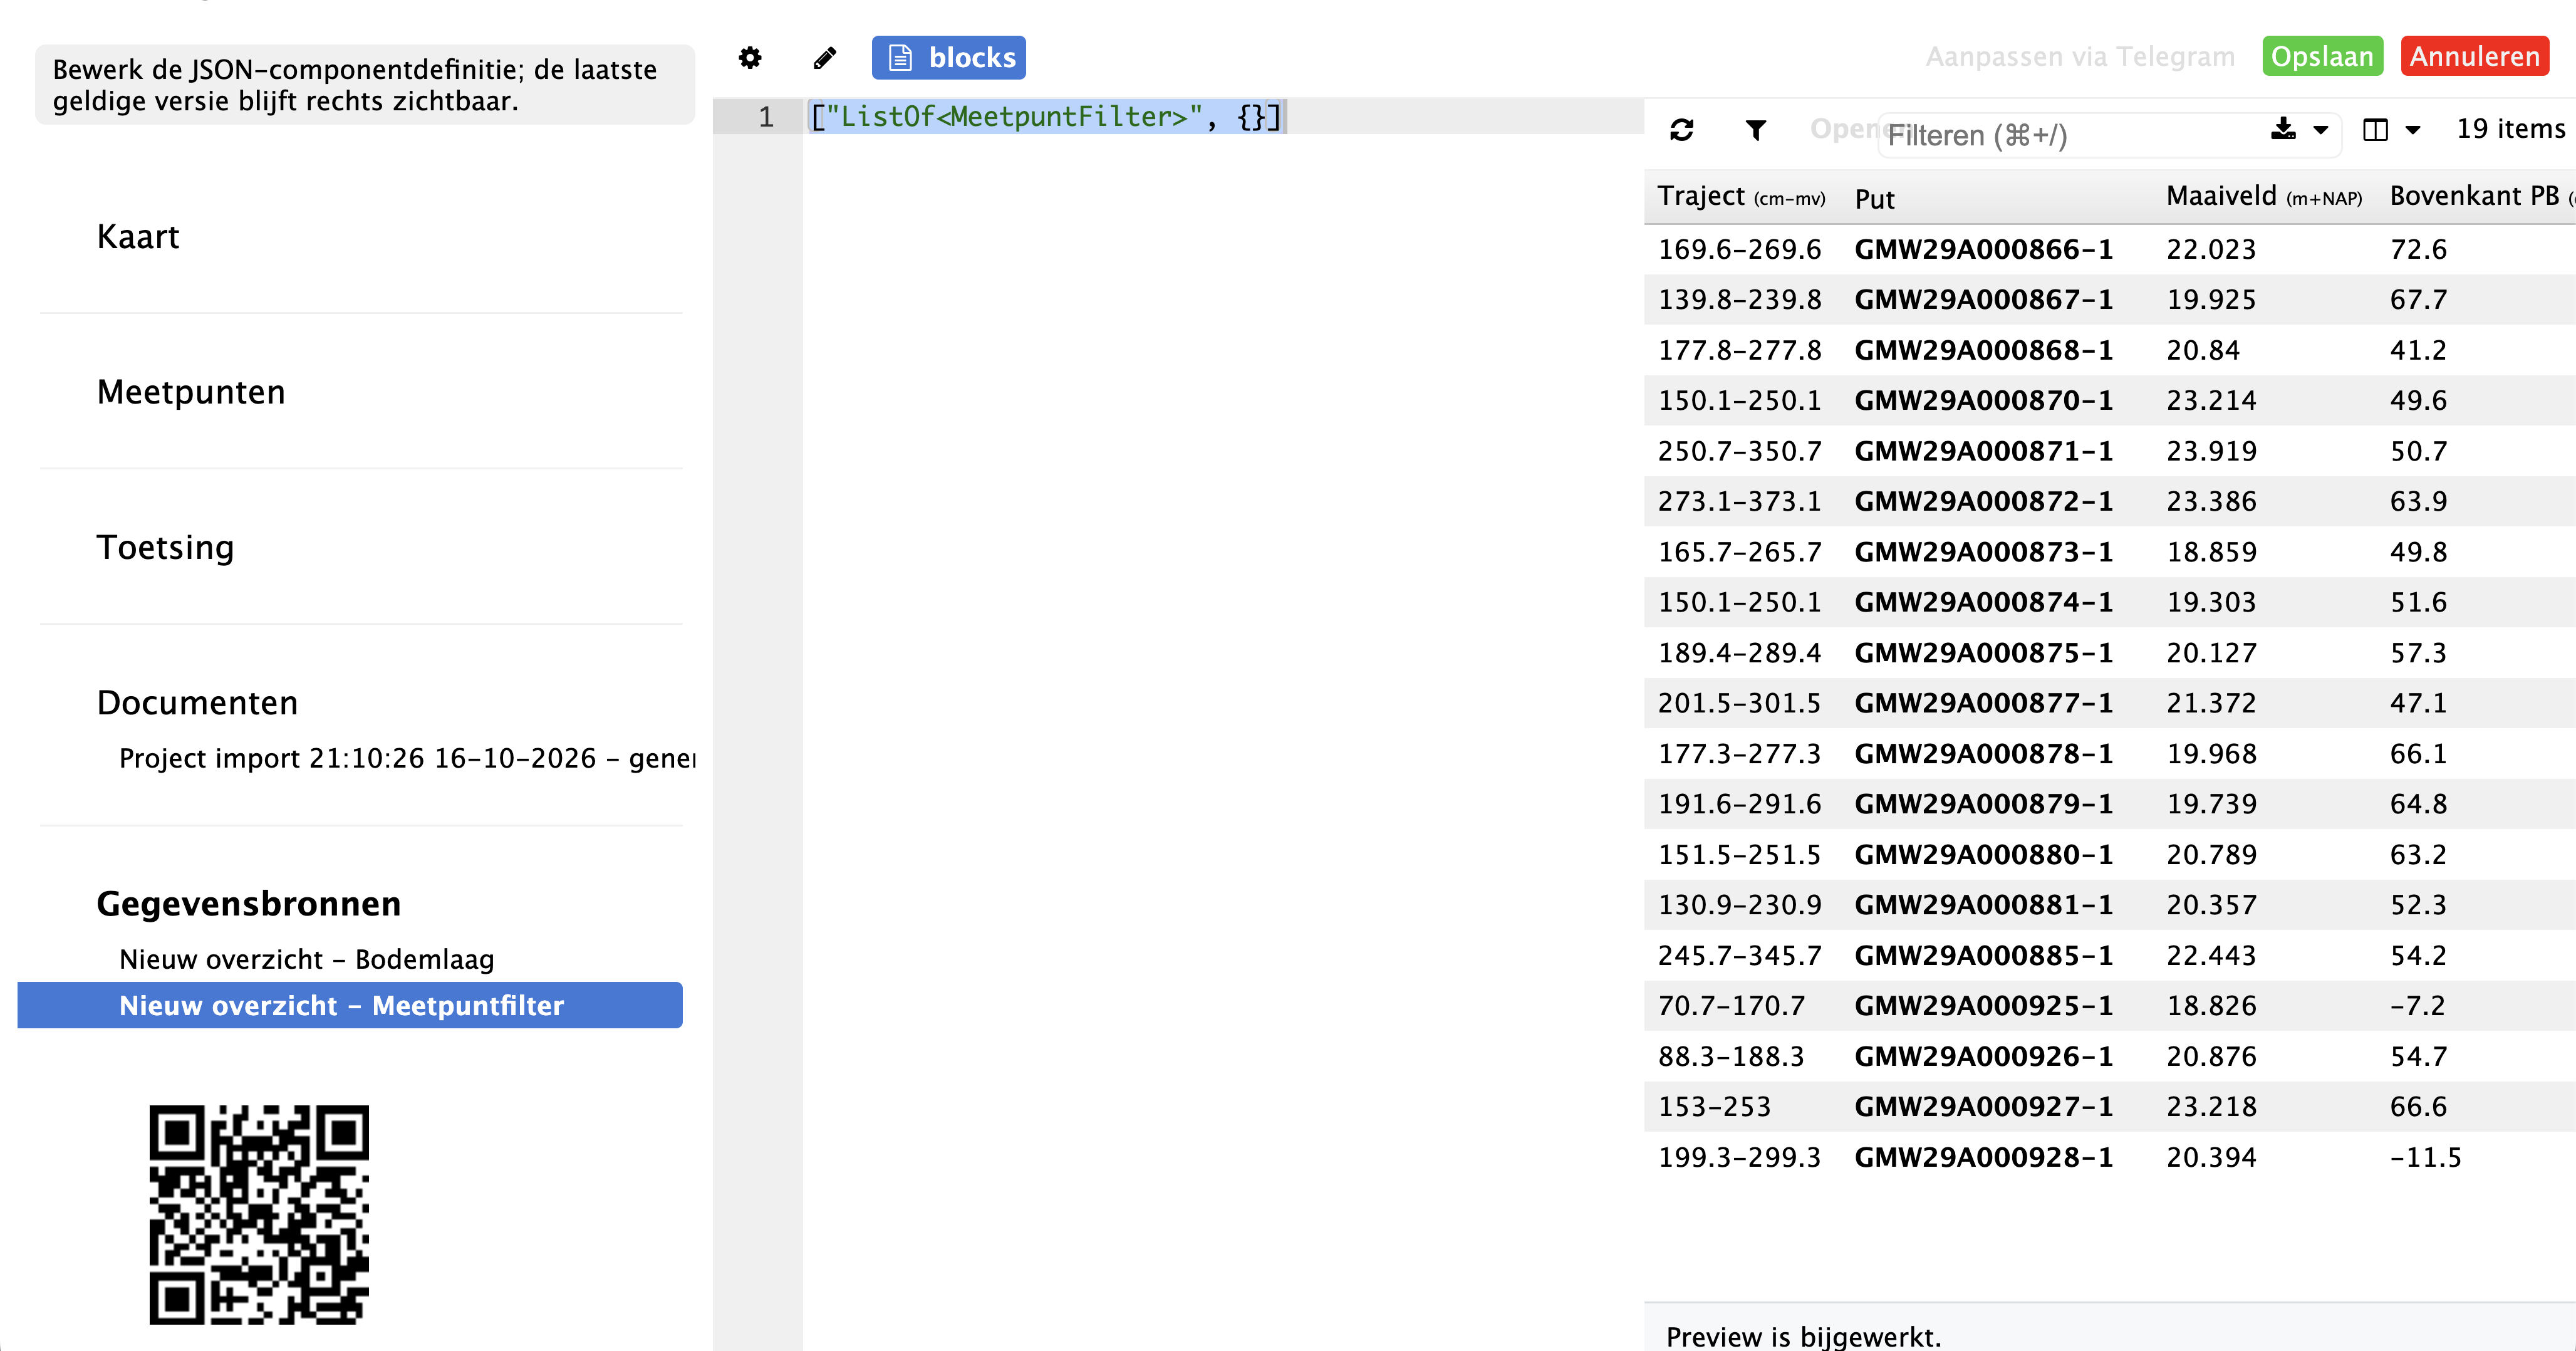 Bewerk de JSON-componentdefinitie; de laatste
geldige versie blijft rechts zichtbaar.
Kaart
Meetpunten
Toetsing
Documenten
Project import 21:10:26 16-10-2026 - gener
Gegevensbronnen
Nieuw overzicht - Bodemlaag
Nieuw overzicht - Meetpuntfilter
blocks
Aanpassen via Telegram Opslaan Annuleren
1 ["ListOf<MeetpuntFilter>", {}]
Openen Filteren (⌘+/) 19 items
Traject (cm-mv) Put Maaiveld (m+NAP) Bovenkant PB
169.6-269.6 GMW29A000866-1 22.023 72.6
139.8-239.8 GMW29A000867-1 19.925 67.7
177.8-277.8 GMW29A000868-1 20.84 41.2
150.1-250.1 GMW29A000870-1 23.214 49.6
250.7-350.7 GMW29A000871-1 23.919 50.7
273.1-373.1 GMW29A000872-1 23.386 63.9
165.7-265.7 GMW29A000873-1 18.859 49.8
150.1-250.1 GMW29A000874-1 19.303 51.6
189.4-289.4 GMW29A000875-1 20.127 57.3
201.5-301.5 GMW29A000877-1 21.372 47.1
177.3-277.3 GMW29A000878-1 19.968 66.1
191.6-291.6 GMW29A000879-1 19.739 64.8
151.5-251.5 GMW29A000880-1 20.789 63.2
130.9-230.9 GMW29A000881-1 20.357 52.3
245.7-345.7 GMW29A000885-1 22.443 54.2
70.7-170.7 GMW29A000925-1 18.826 -7.2
88.3-188.3 GMW29A000926-1 20.876 54.7
153-253 GMW29A000927-1 23.218 66.6
199.3-299.3 GMW29A000928-1 20.394 -11.5
Preview is bijgewerkt.